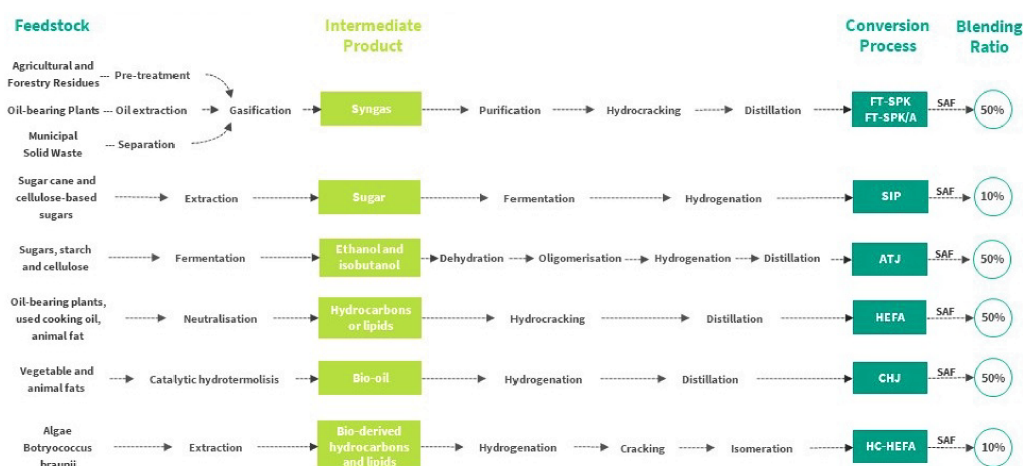 Feedstock
Intermediate
Product
Conversion
Process
Blending
Ratio
Agricultural and
Forestry Residues
Pre-treatment
Oil-bearing Plants
Oil extraction
Gasification
Syngas
Purification
Hydrocracking
Distillation
FT-SPK
FT-SPK/A
SAF
50%
Municipal
Solid Waste
Separation
Sugar cane and
cellulose-based
sugars
Extraction
Sugar
Fermentation
Hydrogenation
SIP
SAF
10%
Sugars, starch
and cellulose
Fermentation
Ethanol and
isobutanol
Dehydration
Oligomerisation
Hydrogenation
Distillation
ATJ
SAF
50%
Oil-bearing plants,
used cooking oil,
animal fat
Neutralisation
Hydrocarbons
or lipids
Hydrocracking
Distillation
HEFA
SAF
50%
Vegetable and
animal fats
Catalytic hydrotermolisis
Bio-oil
Hydrogenation
Distillation
CHJ
SAF
50%
Algae
Botryococcus
braunii
Extraction
Bio-derived
hydrocarbons
and lipids
Hydrogenation
Cracking
Isomeration
HC-HEFA
SAF
10%